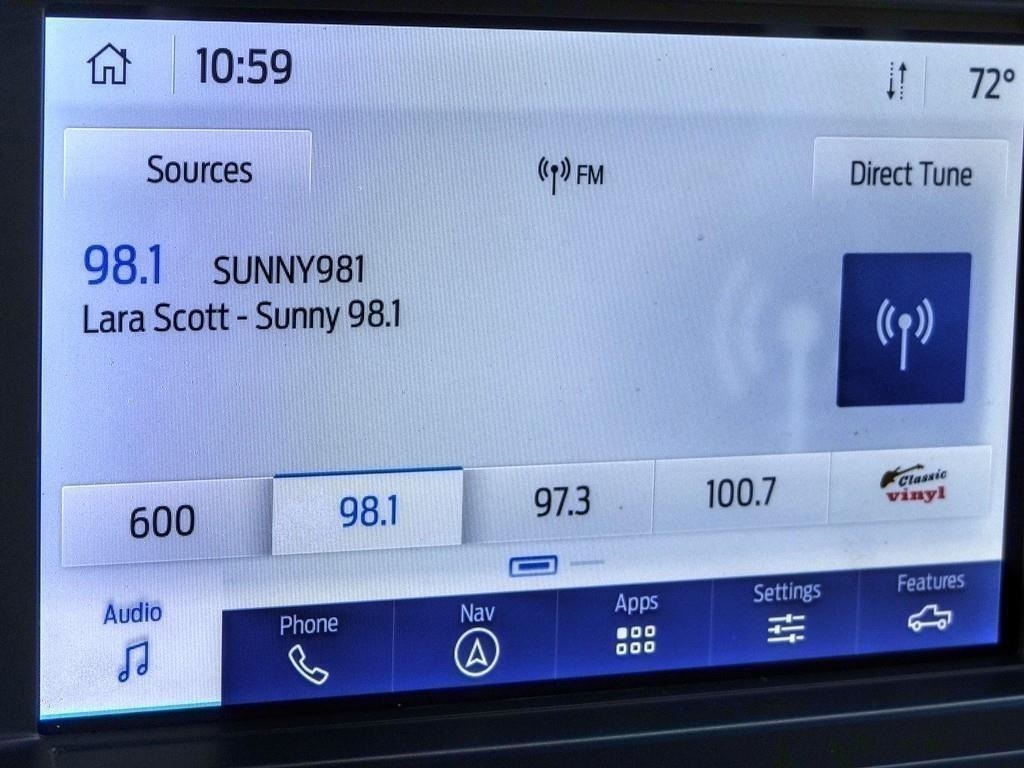 10:59
72°
Sources
FM
Direct Tune
98.1 SUNNY981
Lara Scott - Sunny 98.1
600
98.1
97.3
100.7
Classic
vinyl
Audio
Phone
Nav
Apps
Settings
Features